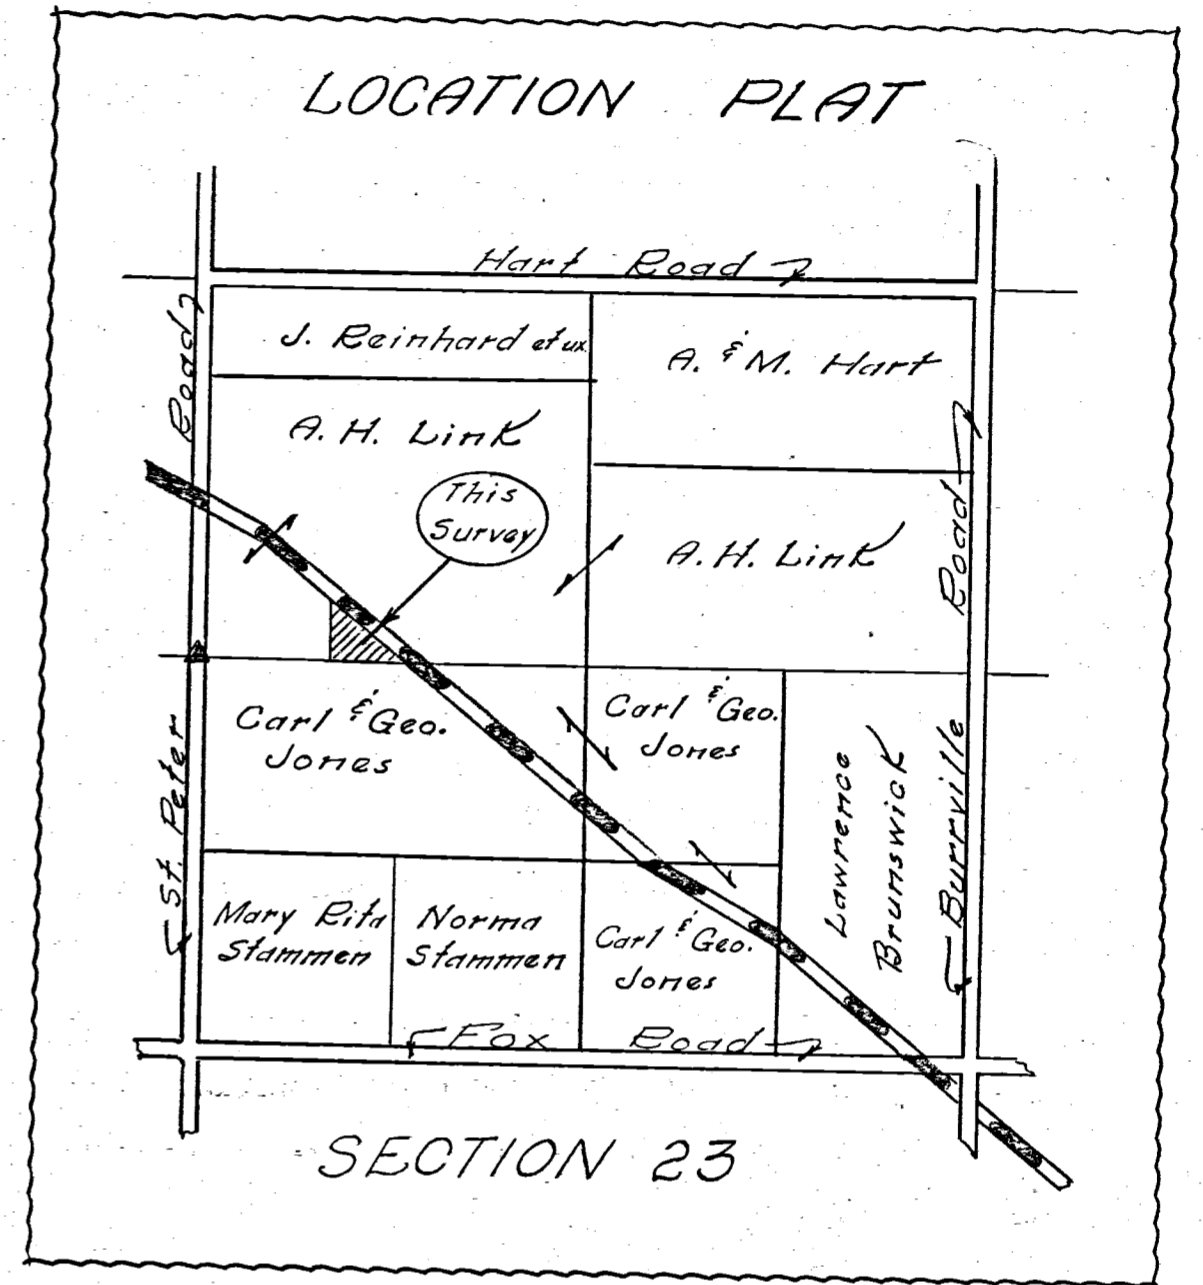 LOCATION PLAT
Hart Road
J. Reinhard et ux.
A. & M. Hart
St. Peter Road
A. H. Link
This
Survey
A. H. Link
Burrville Road
Carl & Geo.
Jones
Carl & Geo.
Jones
Lawrence
Brunswick
Mary Rita
Stammen
Norma
Stammen
Carl & Geo.
Jones
Fox Road
SECTION 23